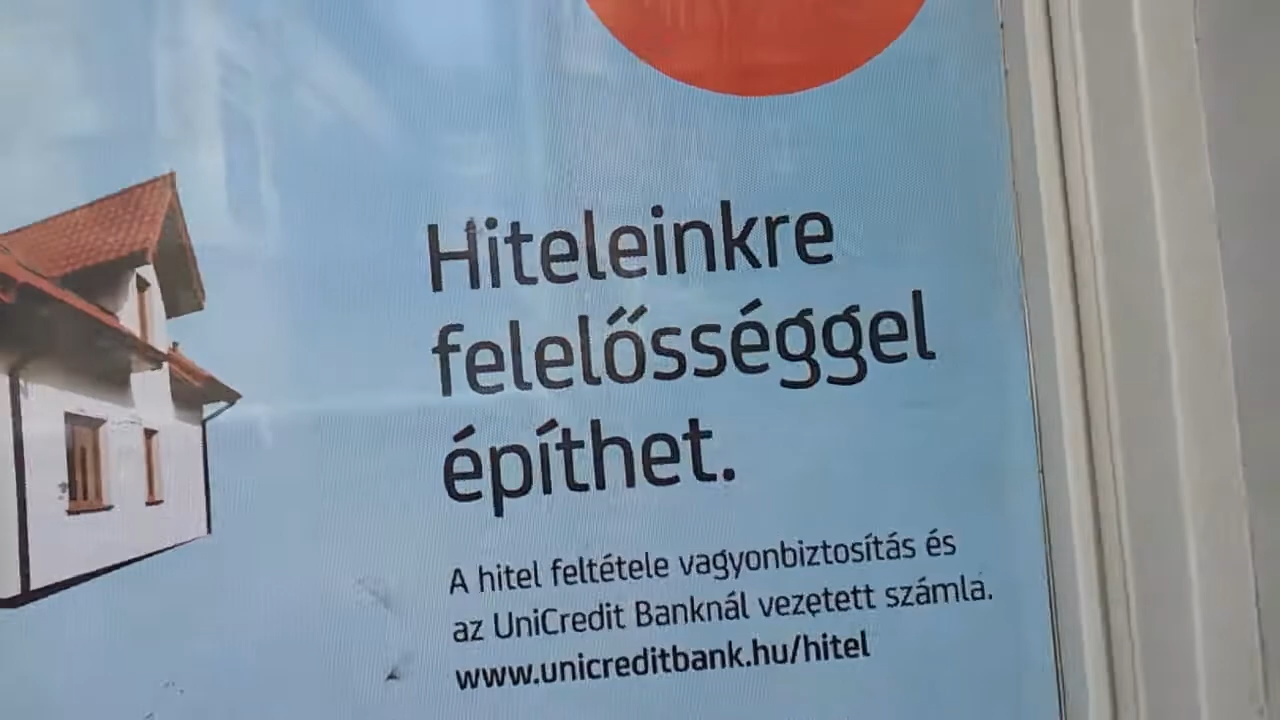 Hiteleinkre
felelősséggel
építhet.
A hitel feltétele vagyonbiztosítás és
az UniCredit Banknál vezetett számla.
www.unicreditbank.hu/hitel